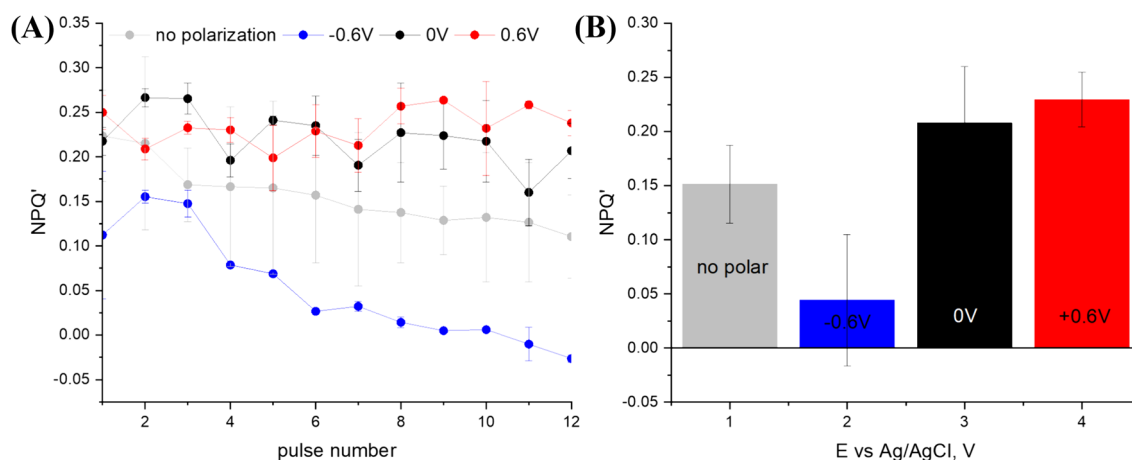 (A)
no polarization -0.6V 0V 0.6V
0.35
0.30
0.25
0.20
0.15
0.10
0.05
0.00
-0.05
NPQ'
2 4 6 8 10 12
pulse number
(B)
0.30
0.25
0.20
0.15
0.10
0.05
0.00
-0.05
NPQ'
no polar
-0.6V
0V
+0.6V
1 2 3 4
E vs Ag/AgCl, V